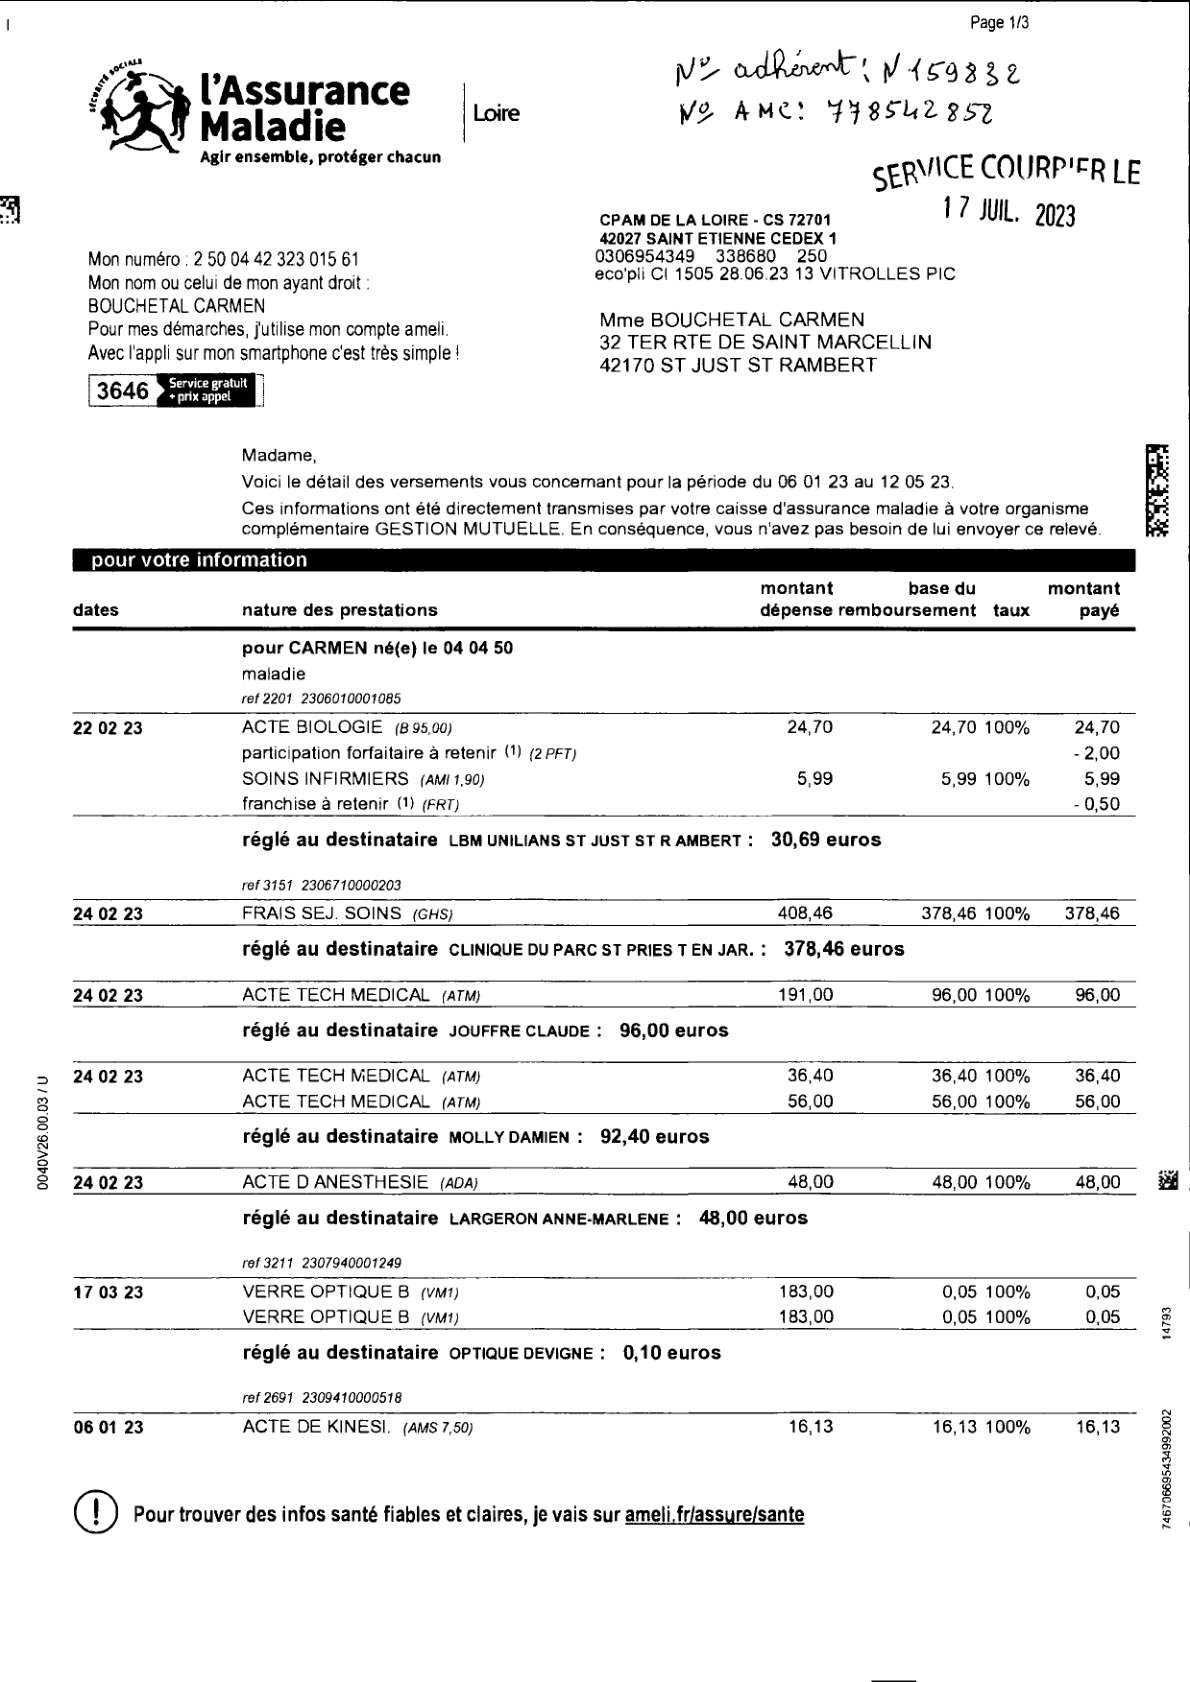 Page 1/3
N° adhérent : N 159832
N° AMC : 778542852
SÉCURITÉ SOCIALE
l'Assurance
Maladie
Agir ensemble, protéger chacun
Loire
SERVICE COURRIER LE
17 JUIL. 2023
CPAM DE LA LOIRE - CS 72701
42027 SAINT ETIENNE CEDEX 1
0306954349 338680 250
eco'pli CI 1505 28.06.23 13 VITROLLES PIC
Mon numéro : 2 50 04 42 323 015 61
Mon nom ou celui de mon ayant droit :
BOUCHETAL CARMEN
Pour mes démarches, j'utilise mon compte ameli.
Avec l'appli sur mon smartphone c'est très simple !
3646 Service gratuit + prix appel
Mme BOUCHETAL CARMEN
32 TER RTE DE SAINT MARCELLIN
42170 ST JUST ST RAMBERT
Madame,
Voici le détail des versements vous concernant pour la période du 06 01 23 au 12 05 23.
Ces informations ont été directement transmises par votre caisse d'assurance maladie à votre organisme
complémentaire GESTION MUTUELLE. En conséquence, vous n'avez pas besoin de lui envoyer ce relevé.
pour votre information
montant base du montant
dates nature des prestations dépense remboursement taux payé
pour CARMEN né(e) le 04 04 50
maladie
ref 2201 2306010001085
22 02 23 ACTE BIOLOGIE (B 95,00) 24,70 24,70 100% 24,70
participation forfaitaire à retenir (1) (2 PFT) - 2,00
SOINS INFIRMIERS (AMI 1,90) 5,99 5,99 100% 5,99
franchise à retenir (1) (FRT) - 0,50
réglé au destinataire LBM UNILIANS ST JUST ST R AMBERT : 30,69 euros
ref 3151 2306710000203
24 02 23 FRAIS SEJ. SOINS (GHS) 408,46 378,46 100% 378,46
réglé au destinataire CLINIQUE DU PARC ST PRIES T EN JAR. : 378,46 euros
24 02 23 ACTE TECH MEDICAL (ATM) 191,00 96,00 100% 96,00
réglé au destinataire JOUFFRE CLAUDE : 96,00 euros
24 02 23 ACTE TECH MEDICAL (ATM) 36,40 36,40 100% 36,40
ACTE TECH MEDICAL (ATM) 56,00 56,00 100% 56,00
réglé au destinataire MOLLY DAMIEN : 92,40 euros
24 02 23 ACTE D ANESTHESIE (ADA) 48,00 48,00 100% 48,00
réglé au destinataire LARGERON ANNE-MARLENE : 48,00 euros
ref 3211 2307940001249
17 03 23 VERRE OPTIQUE B (VM1) 183,00 0,05 100% 0,05
VERRE OPTIQUE B (VM1) 183,00 0,05 100% 0,05
réglé au destinataire OPTIQUE DEVIGNE : 0,10 euros
ref 2691 2309410000518
06 01 23 ACTE DE KINESI. (AMS 7,50) 16,13 16,13 100% 16,13
Pour trouver des infos santé fiables et claires, je vais sur ameli.fr/assure/sante
0040V26.00.03 / U
14793
746706695434992002